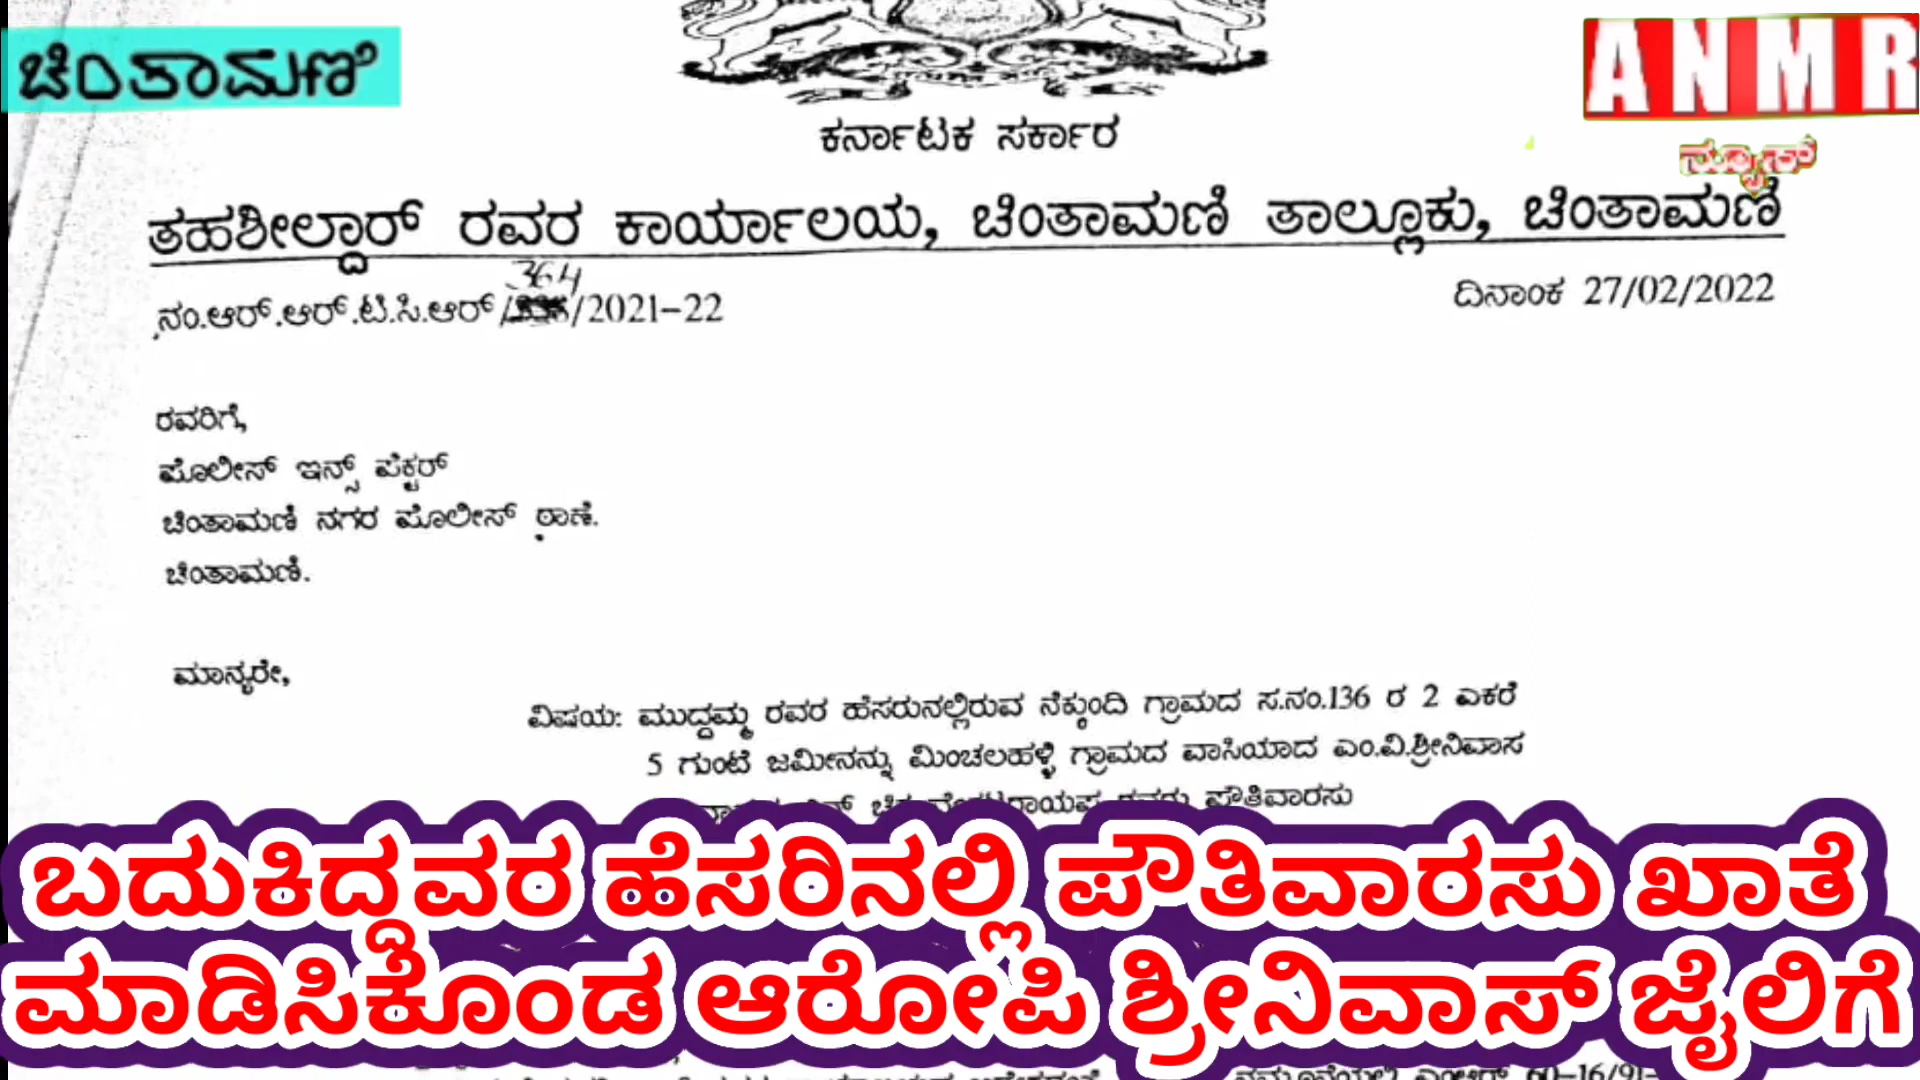 ಚಿಂತಾಮಣಿ
ANMR
ನ್ಯೂಸ್
ಕರ್ನಾಟಕ ಸರ್ಕಾರ
ತಹಶೀಲ್ದಾರ್ ರವರ ಕಾರ್ಯಾಲಯ, ಚಿಂತಾಮಣಿ ತಾಲ್ಲೂಕು, ಚಿಂತಾಮಣಿ
364
ನಂ.ಆರ್.ಆರ್.ಟಿ.ಸಿ.ಆರ್/ /2021-22 ದಿನಾಂಕ 27/02/2022
ರವರಿಗೆ,
ಪೊಲೀಸ್ ಇನ್ಸ್ ಪೆಕ್ಟರ್
ಚಿಂತಾಮಣಿ ನಗರ ಪೊಲೀಸ್ ಠಾಣೆ.
ಚಿಂತಾಮಣಿ.
ಮಾನ್ಯರೇ,
ವಿಷಯ: ಮುದ್ದಮ್ಮ ರವರ ಹೆಸರುನಲ್ಲಿರುವ ನೆಕ್ಕುಂದಿ ಗ್ರಾಮದ ಸ.ನಂ.136 ರ 2 ಎಕರೆ
5 ಗುಂಟೆ ಜಮೀನನ್ನು ಮಿಂಚಲಹಳ್ಳಿ ಗ್ರಾಮದ ವಾಸಿಯಾದ ಎಂ.ವಿ.ಶ್ರೀನಿವಾಸ
ರವರು ಪೌತಿವಾರಸು
ಬದುಕಿದ್ಧವರ ಹೆಸರಿನಲ್ಲಿ ಪೌತಿವಾರಸು ಖಾತೆ
ಮಾಡಿಸಿಕೊಂಡ ಆರೋಪಿ ಶ್ರೀನಿವಾಸ್ ಜೈಲಿಗೆ